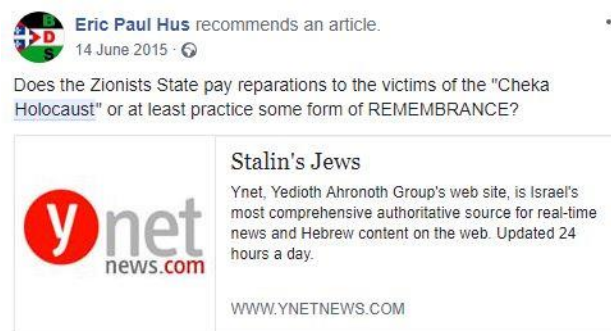 B
D
S
Eric Paul Hus recommends an article.
14 June 2015 ·
Does the Zionists State pay reparations to the victims of the "Cheka
Holocaust" or at least practice some form of REMEMBRANCE?
y net
news.com
Stalin's Jews
Ynet, Yedioth Ahronoth Group's web site, is Israel's
most comprehensive authoritative source for real-time
news and Hebrew content on the web. Updated 24
hours a day.
WWW.YNETNEWS.COM